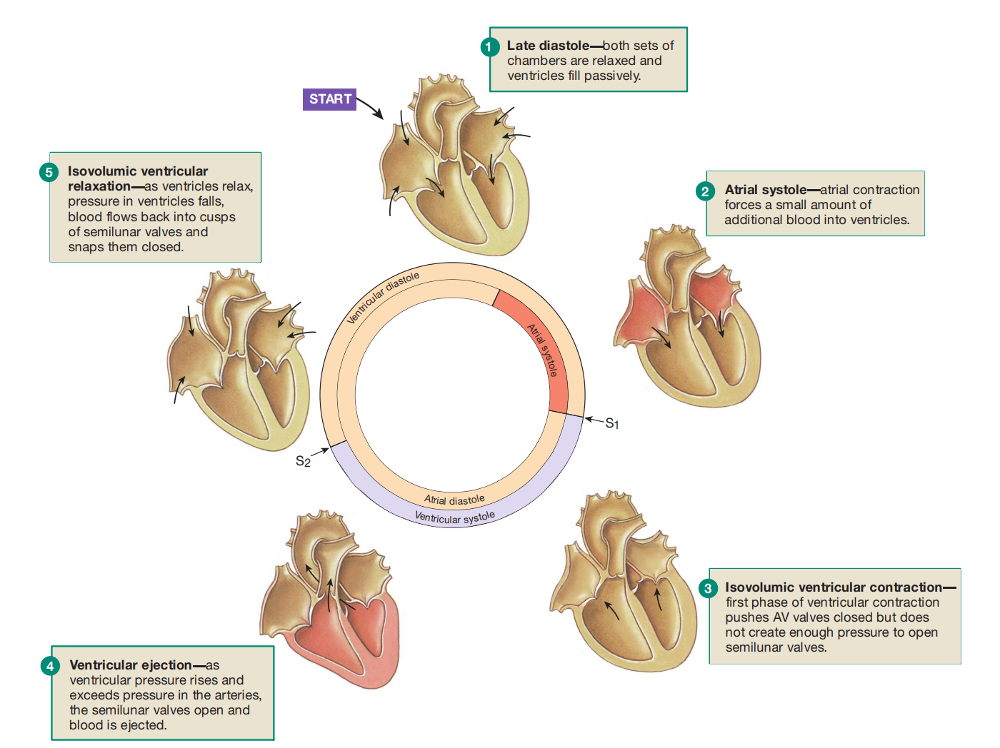 1
Late diastole—both sets of
chambers are relaxed and
ventricles fill passively.
START
5
Isovolumic ventricular
relaxation—as ventricles relax,
pressure in ventricles falls,
blood flows back into cusps
of semilunar valves and
snaps them closed.
2
Atrial systole—atrial contraction
forces a small amount of
additional blood into ventricles.
Ventricular diastole
Atrial systole
S1
S2
Atrial diastole
Ventricular systole
3
Isovolumic ventricular contraction—
first phase of ventricular contraction
pushes AV valves closed but does
not create enough pressure to open
semilunar valves.
4
Ventricular ejection—as
ventricular pressure rises and
exceeds pressure in the arteries,
the semilunar valves open and
blood is ejected.